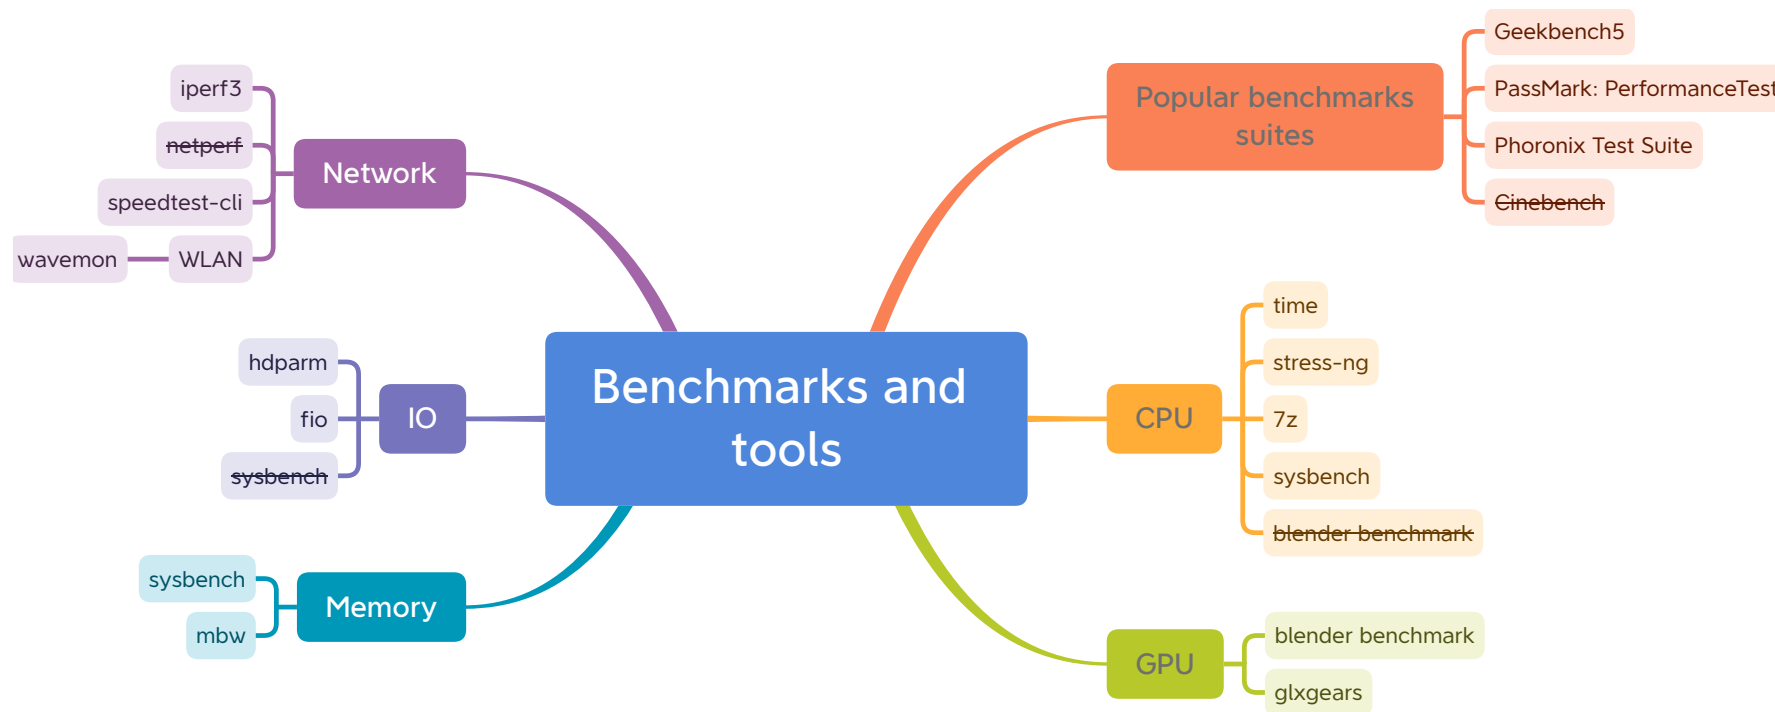 Benchmarks and
tools
Popular benchmarks
suites
Geekbench5
PassMark: PerformanceTest
Phoronix Test Suite
Cinebench
CPU
time
stress-ng
7z
sysbench
blender benchmark
GPU
blender benchmark
glxgears
Network
iperf3
netperf
speedtest-cli
WLAN
wavemon
IO
hdparm
fio
sysbench
Memory
sysbench
mbw